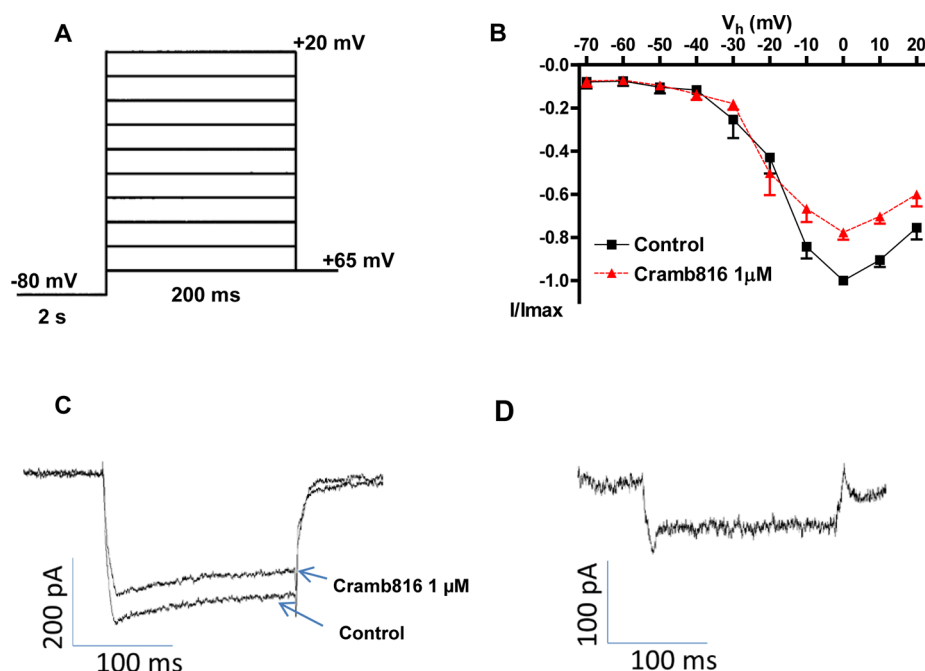 A
+20 mV
-80 mV
+65 mV
200 ms
2 s
B
Vh (mV)
-70 -60 -50 -40 -30 -20 -10 0 10 20
-0.0
-0.2
-0.4
-0.6
-0.8
-1.0
I/Imax
Control
Cramb816 1µM
C
200 pA
100 ms
Cramb816 1 µM
Control
D
100 pA
100 ms